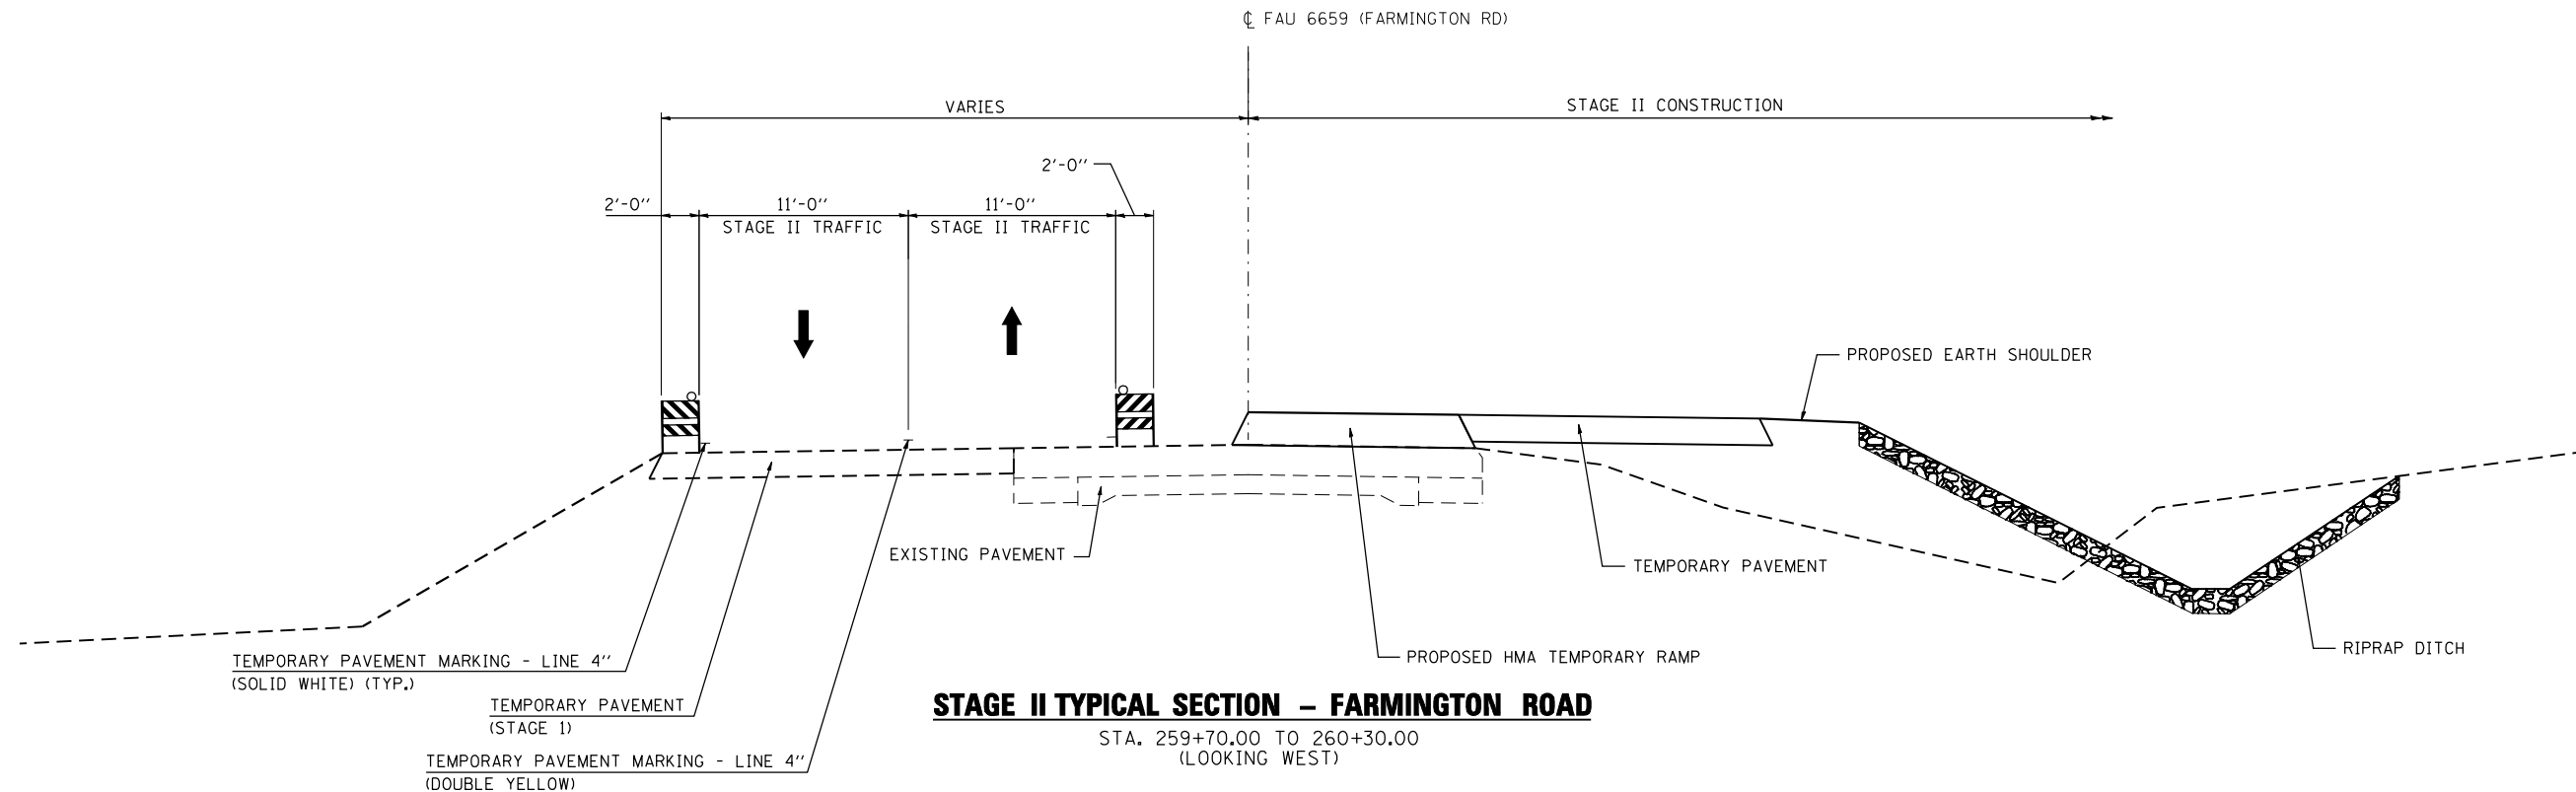 ℄ FAU 6659 (FARMINGTON RD)
VARIES
STAGE II CONSTRUCTION
2'-0"
2'-0"
11'-0"
11'-0"
STAGE II TRAFFIC
STAGE II TRAFFIC
PROPOSED EARTH SHOULDER
EXISTING PAVEMENT
TEMPORARY PAVEMENT
PROPOSED HMA TEMPORARY RAMP
RIPRAP DITCH
TEMPORARY PAVEMENT MARKING - LINE 4"
(SOLID WHITE) (TYP.)
TEMPORARY PAVEMENT
(STAGE 1)
TEMPORARY PAVEMENT MARKING - LINE 4"
(DOUBLE YELLOW)
STAGE II TYPICAL SECTION – FARMINGTON ROAD
STA. 259+70.00 TO 260+30.00
(LOOKING WEST)